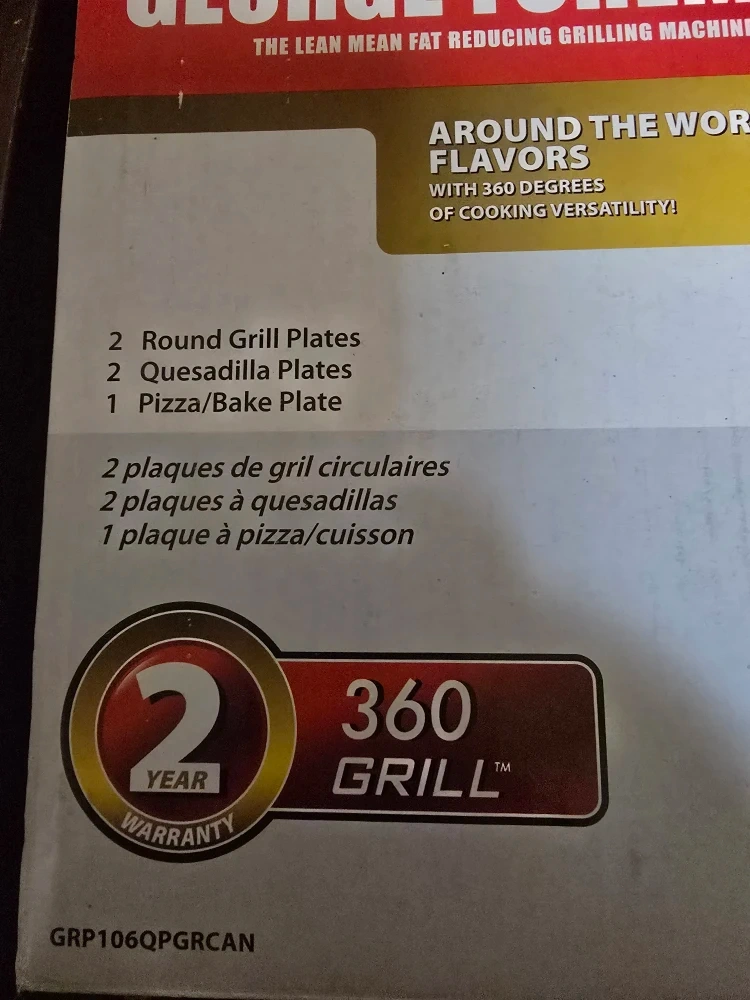 GEORGE
THE LEAN MEAN FAT REDUCING GRILLING MACHINE
AROUND THE WOR
FLAVORS
WITH 360 DEGREES
OF COOKING VERSATILITY!
2 Round Grill Plates
2 Quesadilla Plates
1 Pizza/Bake Plate
2 plaques de gril circulaires
2 plaques à quesadillas
1 plaque à pizza/cuisson
2
YEAR
WARRANTY
360
GRILL™
GRP106QPGRCAN